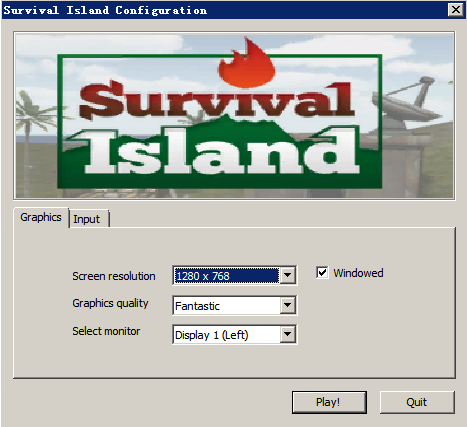 Survival Island Configuration
Survival
Island
Graphics
Input
Screen resolution
1280 x 768
Windowed
Graphics quality
Fantastic
Select monitor
Display 1 (Left)
Play!
Quit